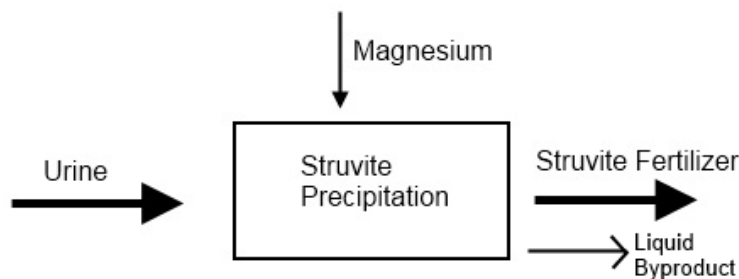 Magnesium
Urine
Struvite
Precipitation
Struvite Fertilizer
Liquid
Byproduct